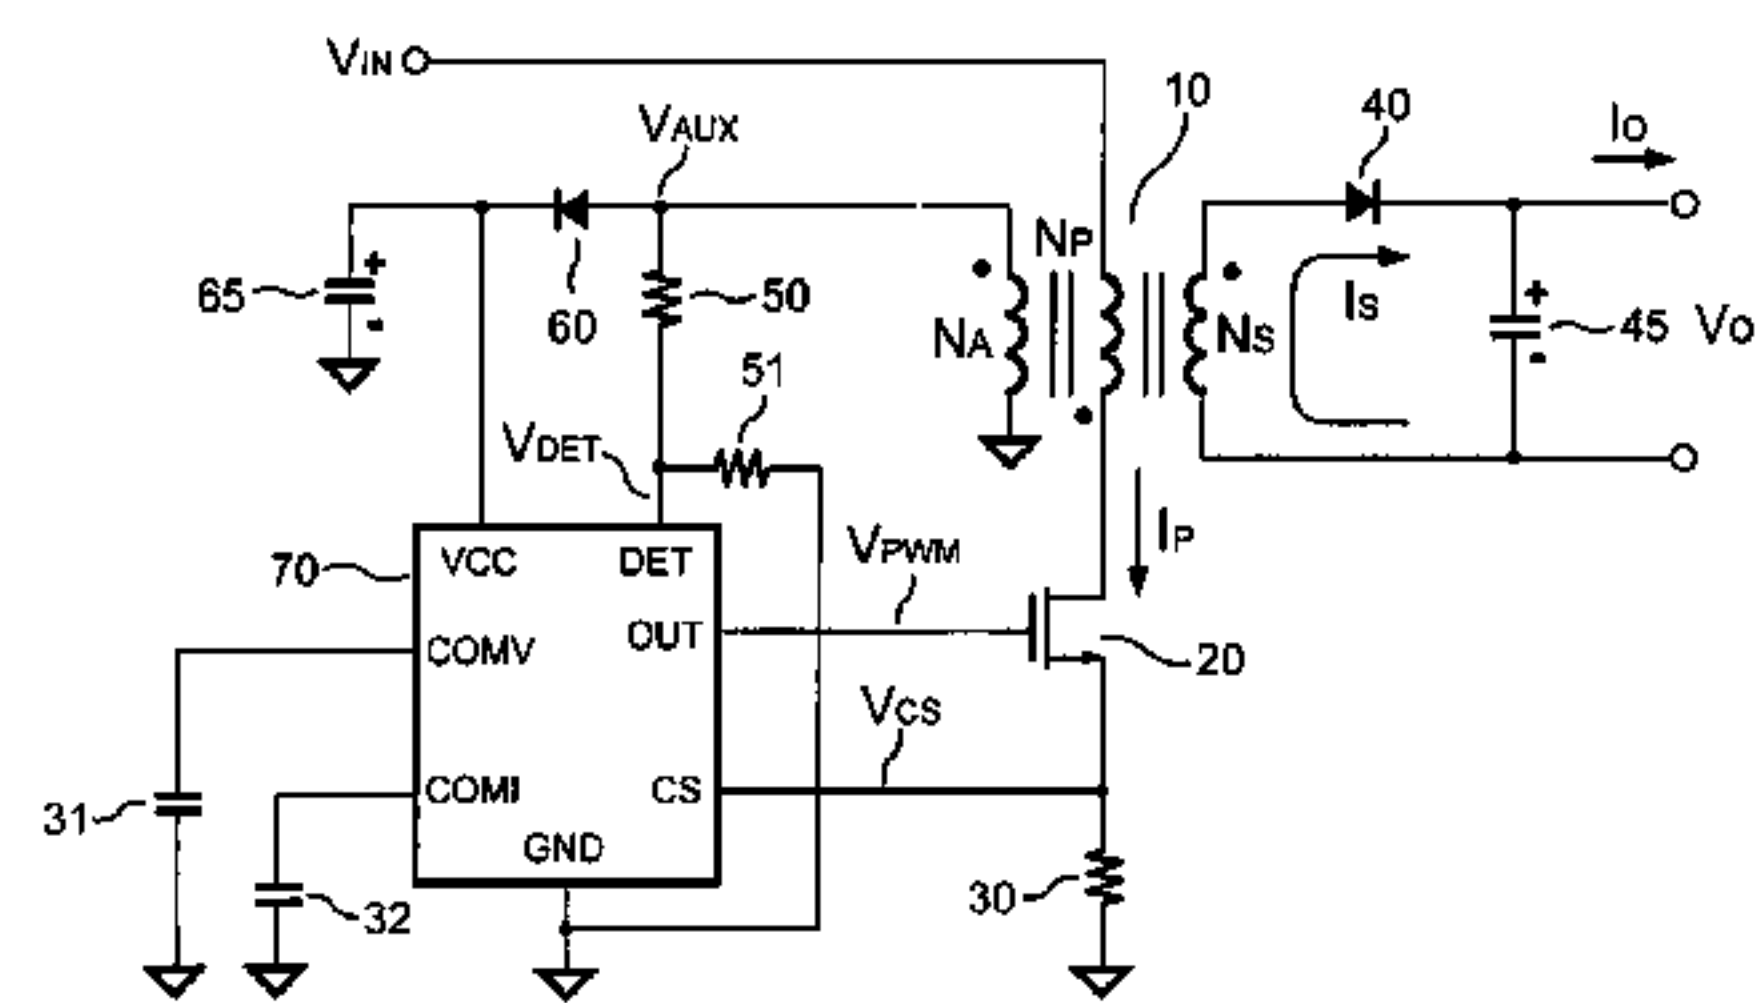 VIN
10
40
IO
VAUX
NP
65
60
50
NA
NS
IS
+
-
+
-
45
VO
51
VDET
IP
70
VCC
DET
VPWM
COMV
OUT
20
VCS
31
COMI
CS
GND
32
30